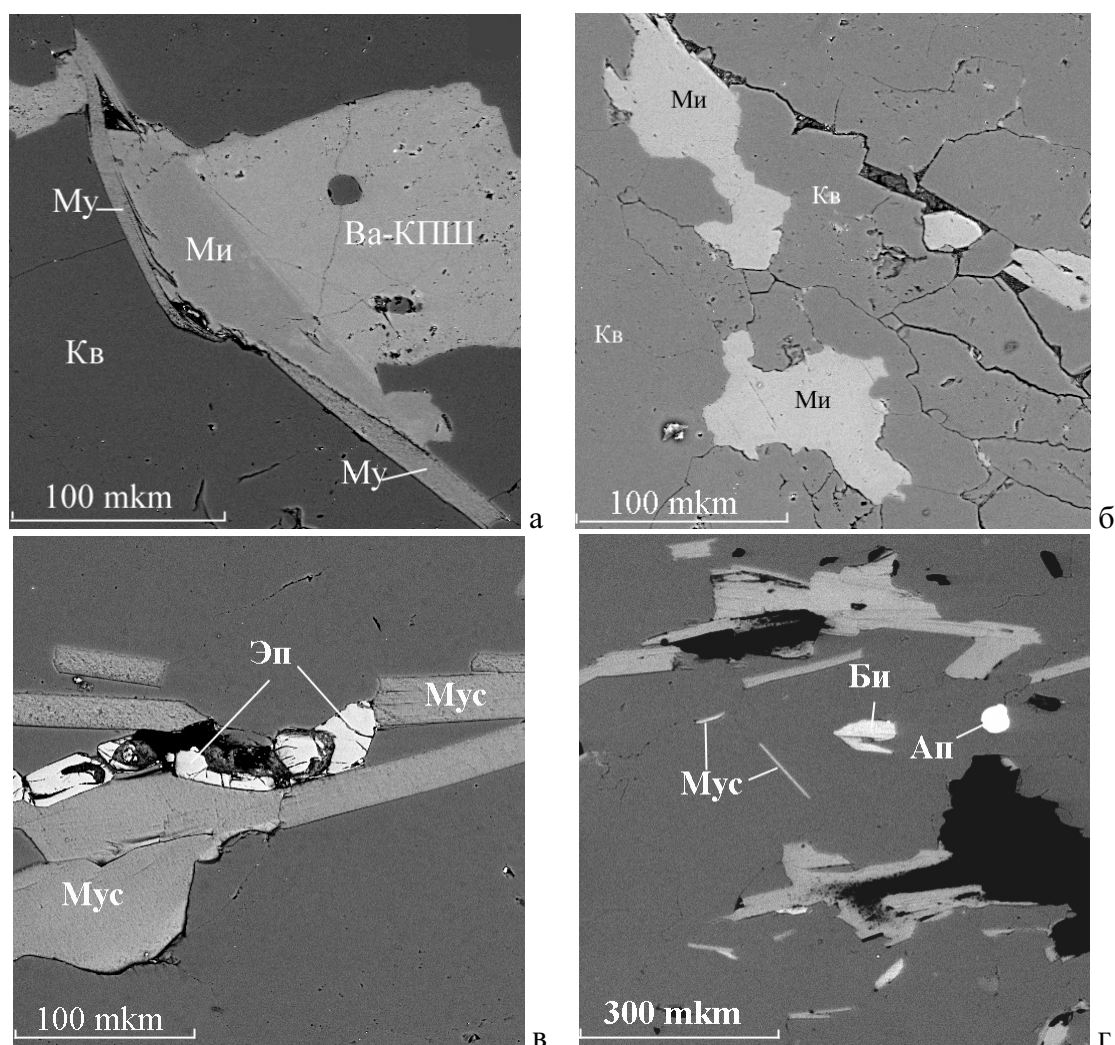 Му
Ми
Ва-КПШ
Кв
Му
100 mkm
а
Ми
Кв
Кв
Ми
100 mkm
б
Эп
Мус
Мус
100 mkm
в
Би
Ап
Мус
300 mkm
г